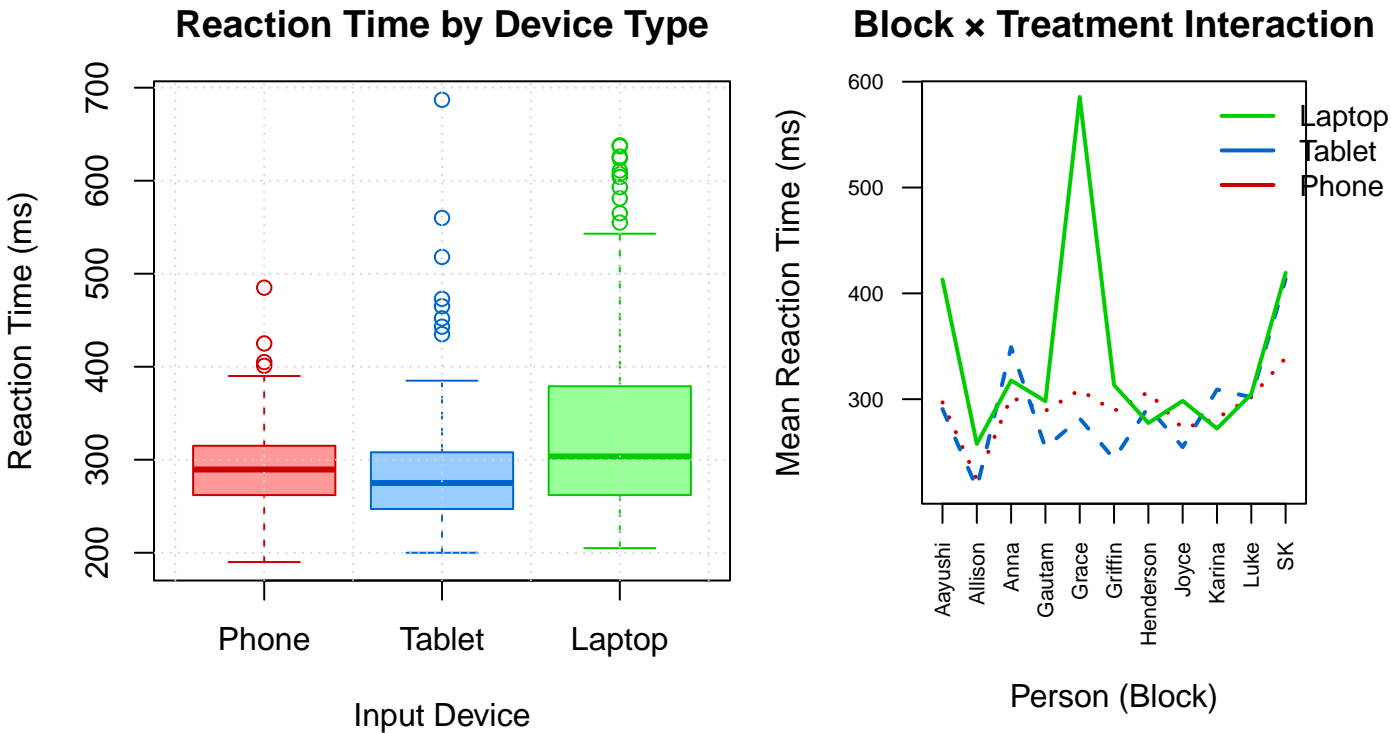 Reaction Time by Device Type
Reaction Time (ms)
700
600
500
400
300
200
Phone
Tablet
Laptop
Input Device
Block × Treatment Interaction
Mean Reaction Time (ms)
600
500
400
300
Laptop
Tablet
Phone
Aayushi
Allison
Anna
Gautam
Grace
Griffin
Henderson
Joyce
Karina
Luke
SK
Person (Block)